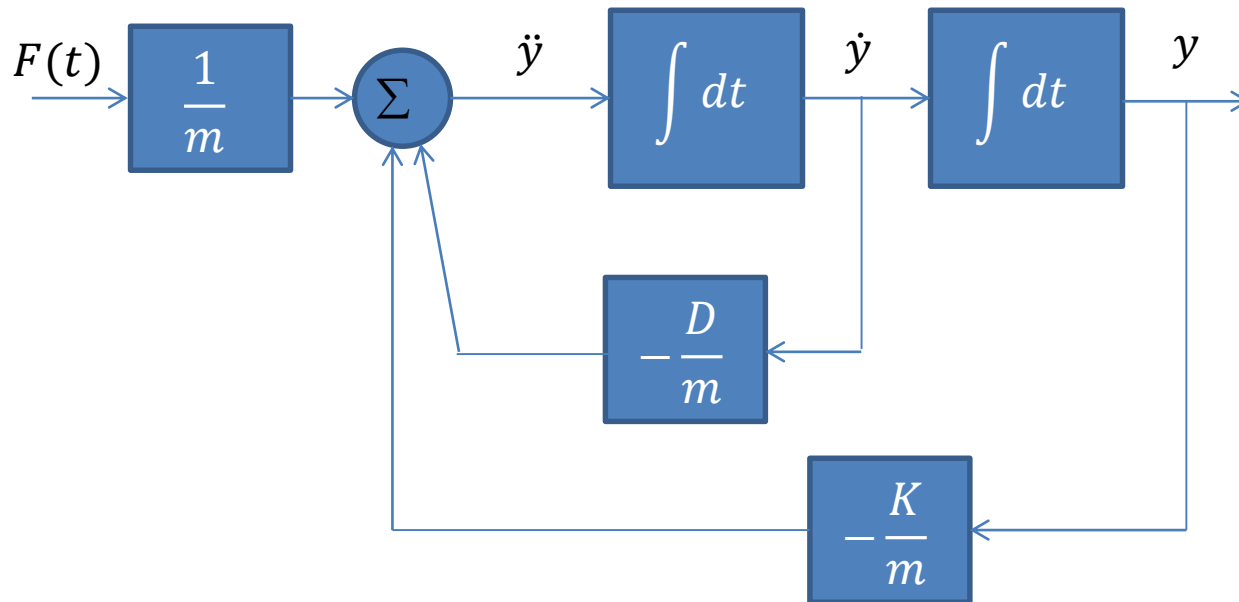 F(t)
1/m
Σ
ÿ
∫ dt
ẏ
∫ dt
y
− D/m
− K/m